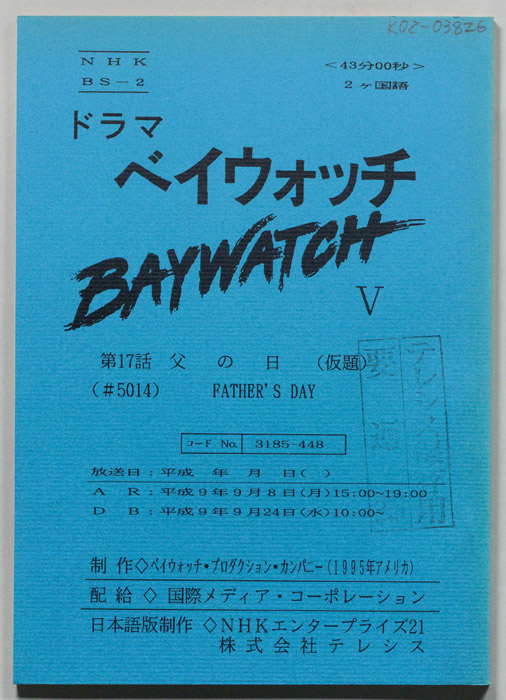 K02-03826
NHK
BS-2
<43分00秒>
2ヶ国語
ドラマ
ベイウォッチ
BAYWATCH
V
第17話 父の日 (仮題)
(#5014) FATHER'S DAY
コード No. 3185-448
放送日:平成 年 月 日( )
AR:平成9年9月8日(月)15:00~19:00
DB:平成9年9月24日(水)10:00~
制作◇ベイウォッチ・プロダクション・カンパニー(1995年アメリカ)
配給◇国際メディア・コーポレーション
日本語版制作◇NHKエンタープライズ21
株式会社テレシス